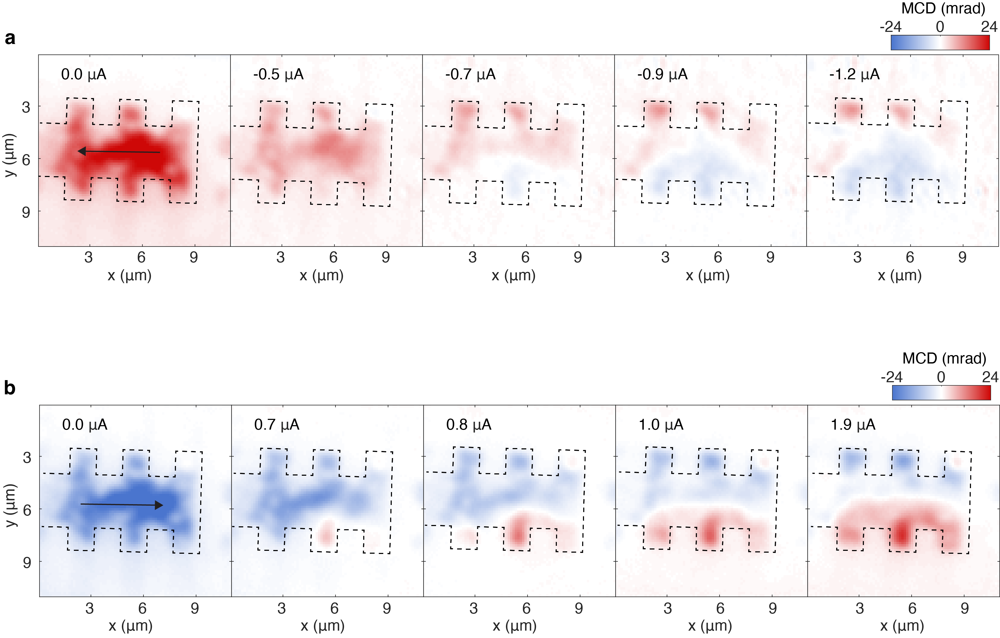 MCD (mrad)
-24 0 24
a
0.0 µA -0.5 µA -0.7 µA -0.9 µA -1.2 µA
3
6
9
y (µm)
3 6 9 3 6 9 3 6 9 3 6 9 3 6 9
x (µm) x (µm) x (µm) x (µm) x (µm)
MCD (mrad)
-24 0 24
b
0.0 µA 0.7 µA 0.8 µA 1.0 µA 1.9 µA
3
6
9
y (µm)
3 6 9 3 6 9 3 6 9 3 6 9 3 6 9
x (µm) x (µm) x (µm) x (µm) x (µm)